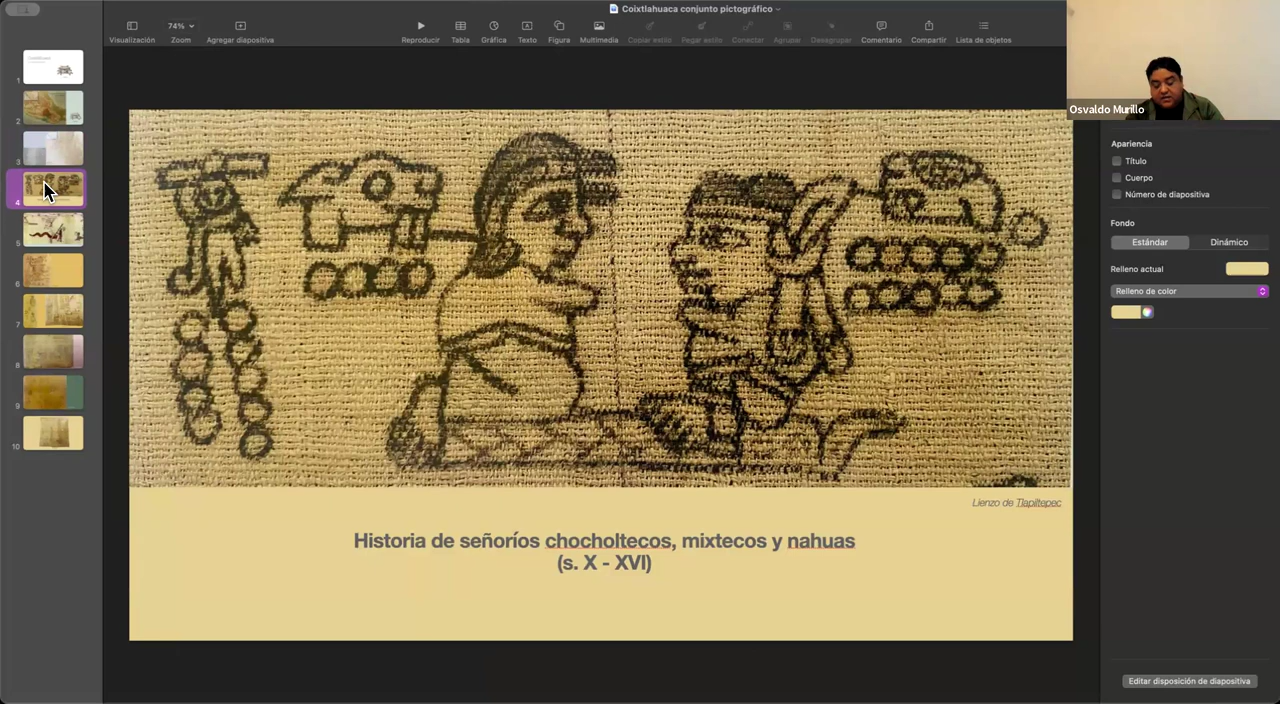 Coixtlahuaca conjunto pictográfico
74%
Visualización
Zoom
Agregar diapositiva
Reproducir
Tabla
Gráfica
Texto
Figura
Multimedia
Copiar estilo
Pegar estilo
Conectar
Agrupar
Desagrupar
Comentario
Compartir
Lista de objetos
Osvaldo Murillo
1
2
3
4
5
6
7
8
9
10
Lienzo de Tlapiltepec
Historia de señoríos chocholtecos, mixtecos y nahuas
(s. X - XVI)
Apariencia
Título
Cuerpo
Número de diapositiva
Fondo
Estándar
Dinámico
Relleno actual
Relleno de color
Editar disposición de diapositiva